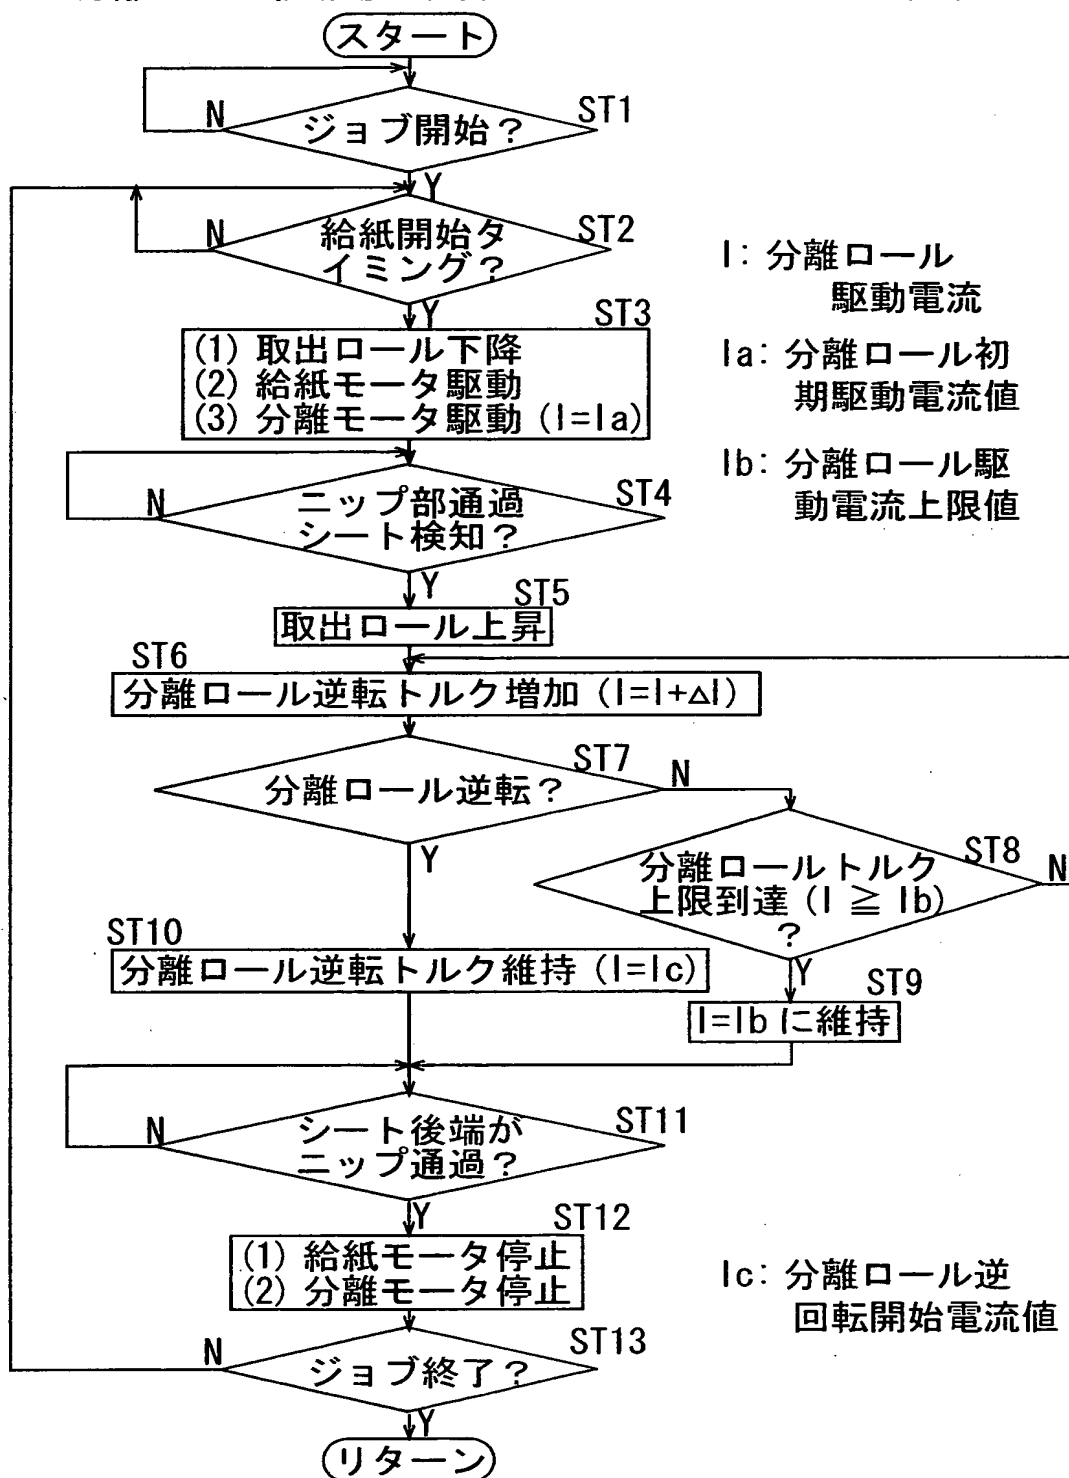 スタート
ST1
N
ジョブ開始？
Y
ST2
N
給紙開始タ
イミング？
Y
I: 分離ロール
駆動電流
Ia: 分離ロール初
期駆動電流値
Ib: 分離ロール駆
動電流上限値
ST3
(1) 取出ロール下降
(2) 給紙モータ駆動
(3) 分離モータ駆動 (I=Ia)
ST4
N
ニップ部通過
シート検知？
Y
ST5
取出ロール上昇
ST6
分離ロール逆転トルク増加 (I=I+△I)
ST7
分離ロール逆転？
N
Y
ST8
分離ロールトルク
上限到達 (I ≧ Ib)
？
N
Y
ST9
I=Ib に維持
ST10
分離ロール逆転トルク維持 (I=Ic)
ST11
N
シート後端が
ニップ通過？
Y
ST12
(1) 給紙モータ停止
(2) 分離モータ停止
Ic: 分離ロール逆
回転開始電流値
ST13
N
ジョブ終了？
Y
リターン